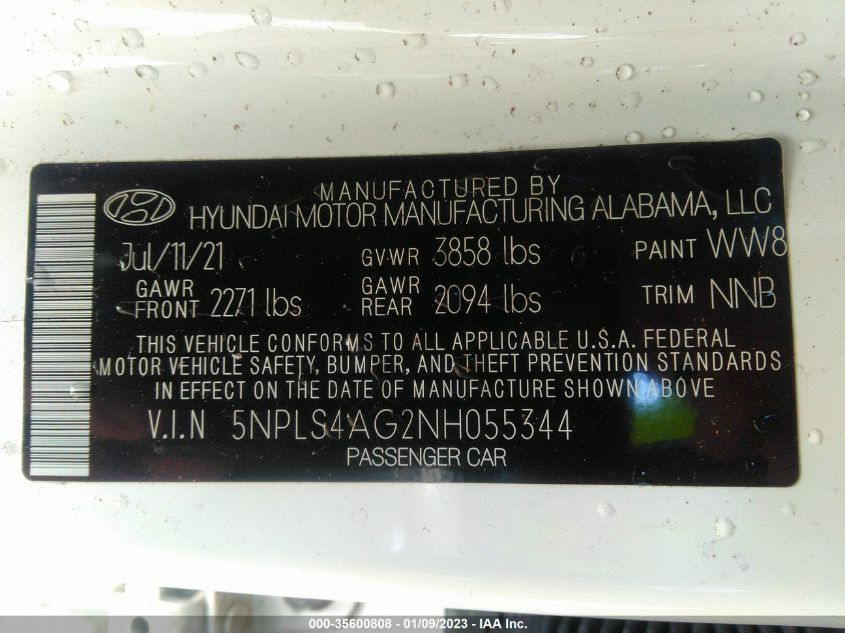 MANUFACTURED BY
HYUNDAI MOTOR MANUFACTURING ALABAMA, LLC
Jul/11/21 GVWR 3858 lbs PAINT WW8
GAWR FRONT 2271 lbs GAWR REAR 2094 lbs TRIM NNB
THIS VEHICLE CONFORMS TO ALL APPLICABLE U.S.A. FEDERAL
MOTOR VEHICLE SAFETY, BUMPER, AND THEFT PREVENTION STANDARDS
IN EFFECT ON THE DATE OF MANUFACTURE SHOWN ABOVE
V.I.N 5NPLS4AG2NH055344
PASSENGER CAR
000-35600808 - 01/09/2023 - IAA Inc.